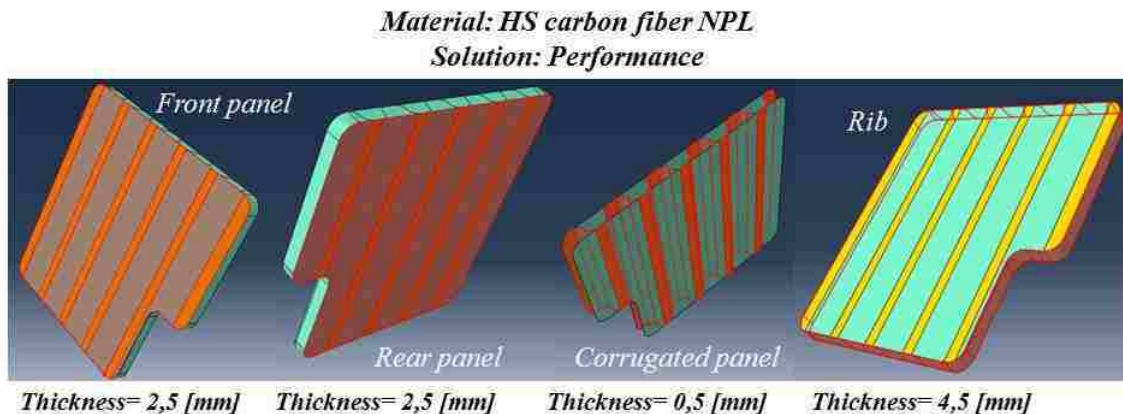 Material: HS carbon fiber NPL
Solution: Performance
Front panel
Rear panel
Corrugated panel
Rib
Thickness= 2,5 [mm]
Thickness= 2,5 [mm]
Thickness= 0,5 [mm]
Thickness= 4,5 [mm]